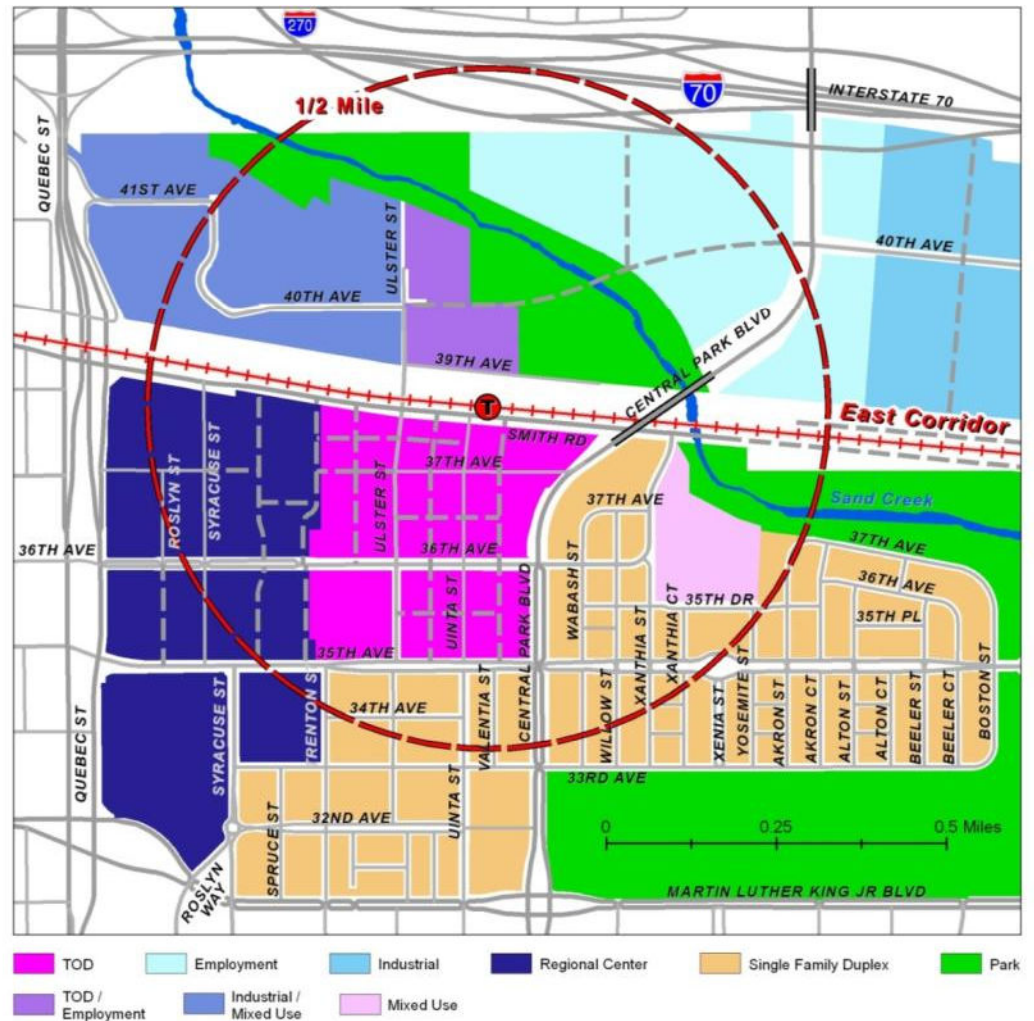 270
1/2 Mile
70
INTERSTATE 70
QUEBEC ST
41ST AVE
ULSTER ST
40TH AVE
40TH AVE
CENTRAL PARK BLVD
39TH AVE
T
East Corridor
SMITH RD
ROSLYN ST
SYRACUSE ST
ULSTER ST
37TH AVE
37TH AVE
Sand Creek
36TH AVE
36TH AVE
37TH AVE
36TH AVE
UINTA ST
CENTRAL PARK BLVD
WABASH ST
XANTHIA ST
XANTHIA CT
35TH DR
35TH PL
35TH AVE
QUEBEC ST
SYRACUSE ST
TRENTON ST
34TH AVE
VALENTIA ST
WILLOW ST
XENIA ST
YOSEMITE ST
AKRON ST
AKRON CT
ALTON ST
ALTON CT
BEELER ST
BEELER CT
BOSTON ST
33RD AVE
SPRUCE ST
32ND AVE
UINTA ST
0 0.25 0.5 Miles
ROSLYN WAY
MARTIN LUTHER KING JR BLVD
TOD
Employment
Industrial
Regional Center
Single Family Duplex
Park
TOD /
Employment
Industrial /
Mixed Use
Mixed Use